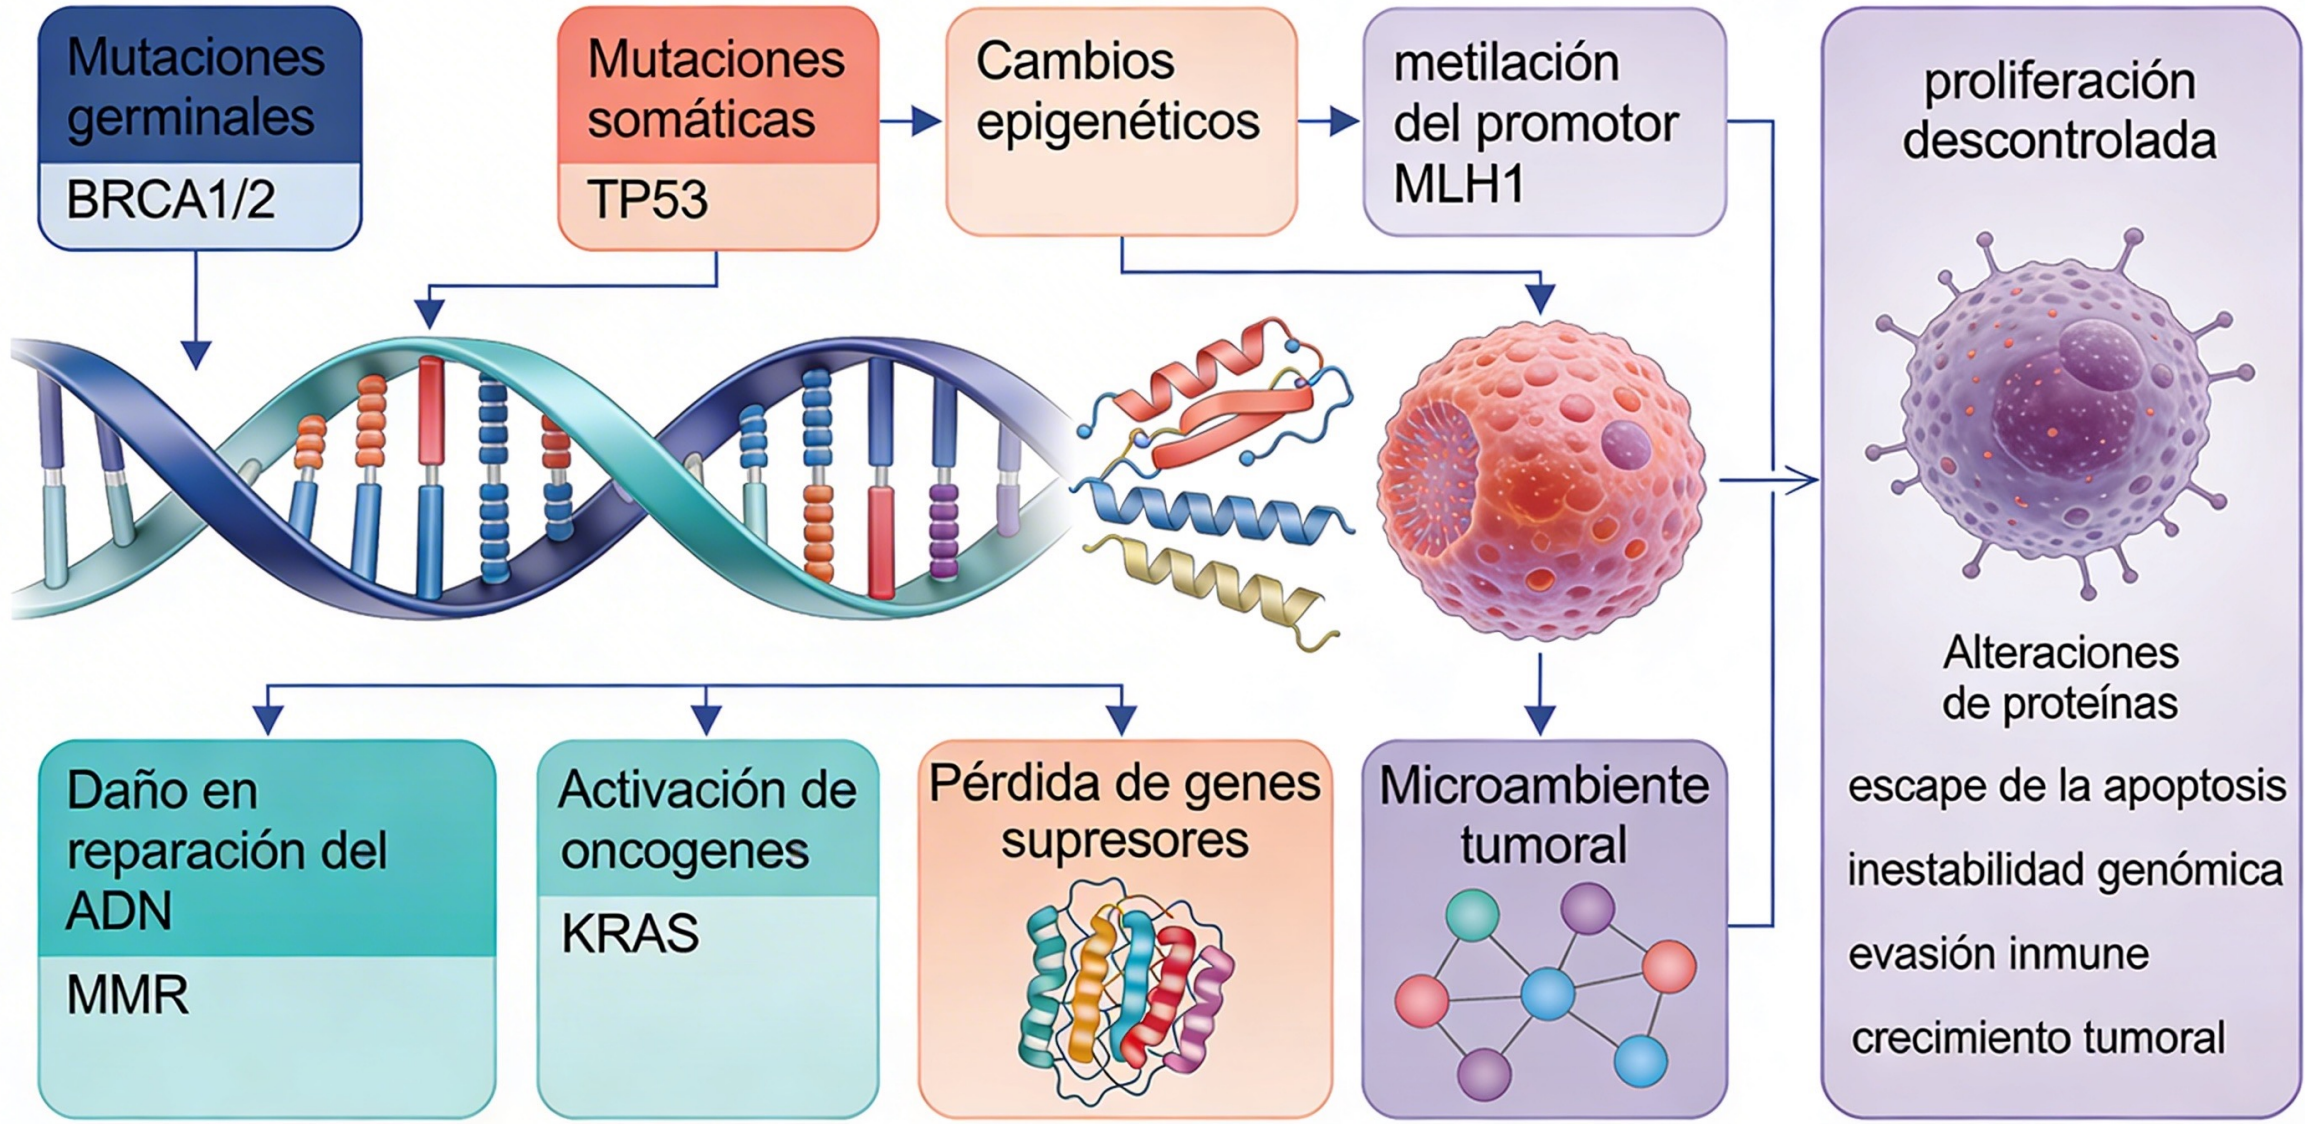 Mutaciones
germinales
BRCA1/2
Mutaciones
somáticas
TP53
Cambios
epigenéticos
metilación
del promotor
MLH1
proliferación
descontrolada
Alteraciones
de proteínas
escape de la apoptosis
inestabilidad genómica
evasión inmune
crecimiento tumoral
Daño en
reparación del
ADN
MMR
Activación de
oncogenes
KRAS
Pérdida de genes
supresores
Microambiente
tumoral